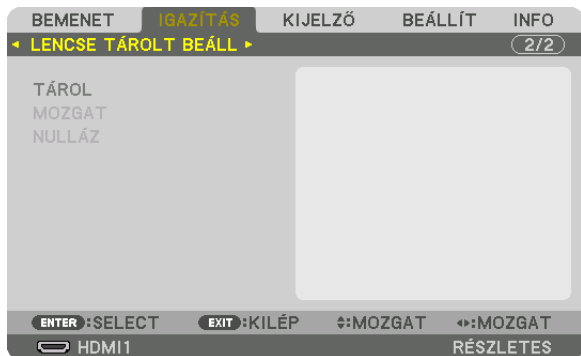 BEMENET IGAZÍTÁS KIJELZŐ BEÁLLÍT INFO
LENCSE TÁROLT BEÁLL 2/2
TÁROL
MOZGAT
NULLÁZ
ENTER:SELECT EXIT:KILÉP :MOZGAT :MOZGAT
HDMI1 RÉSZLETES